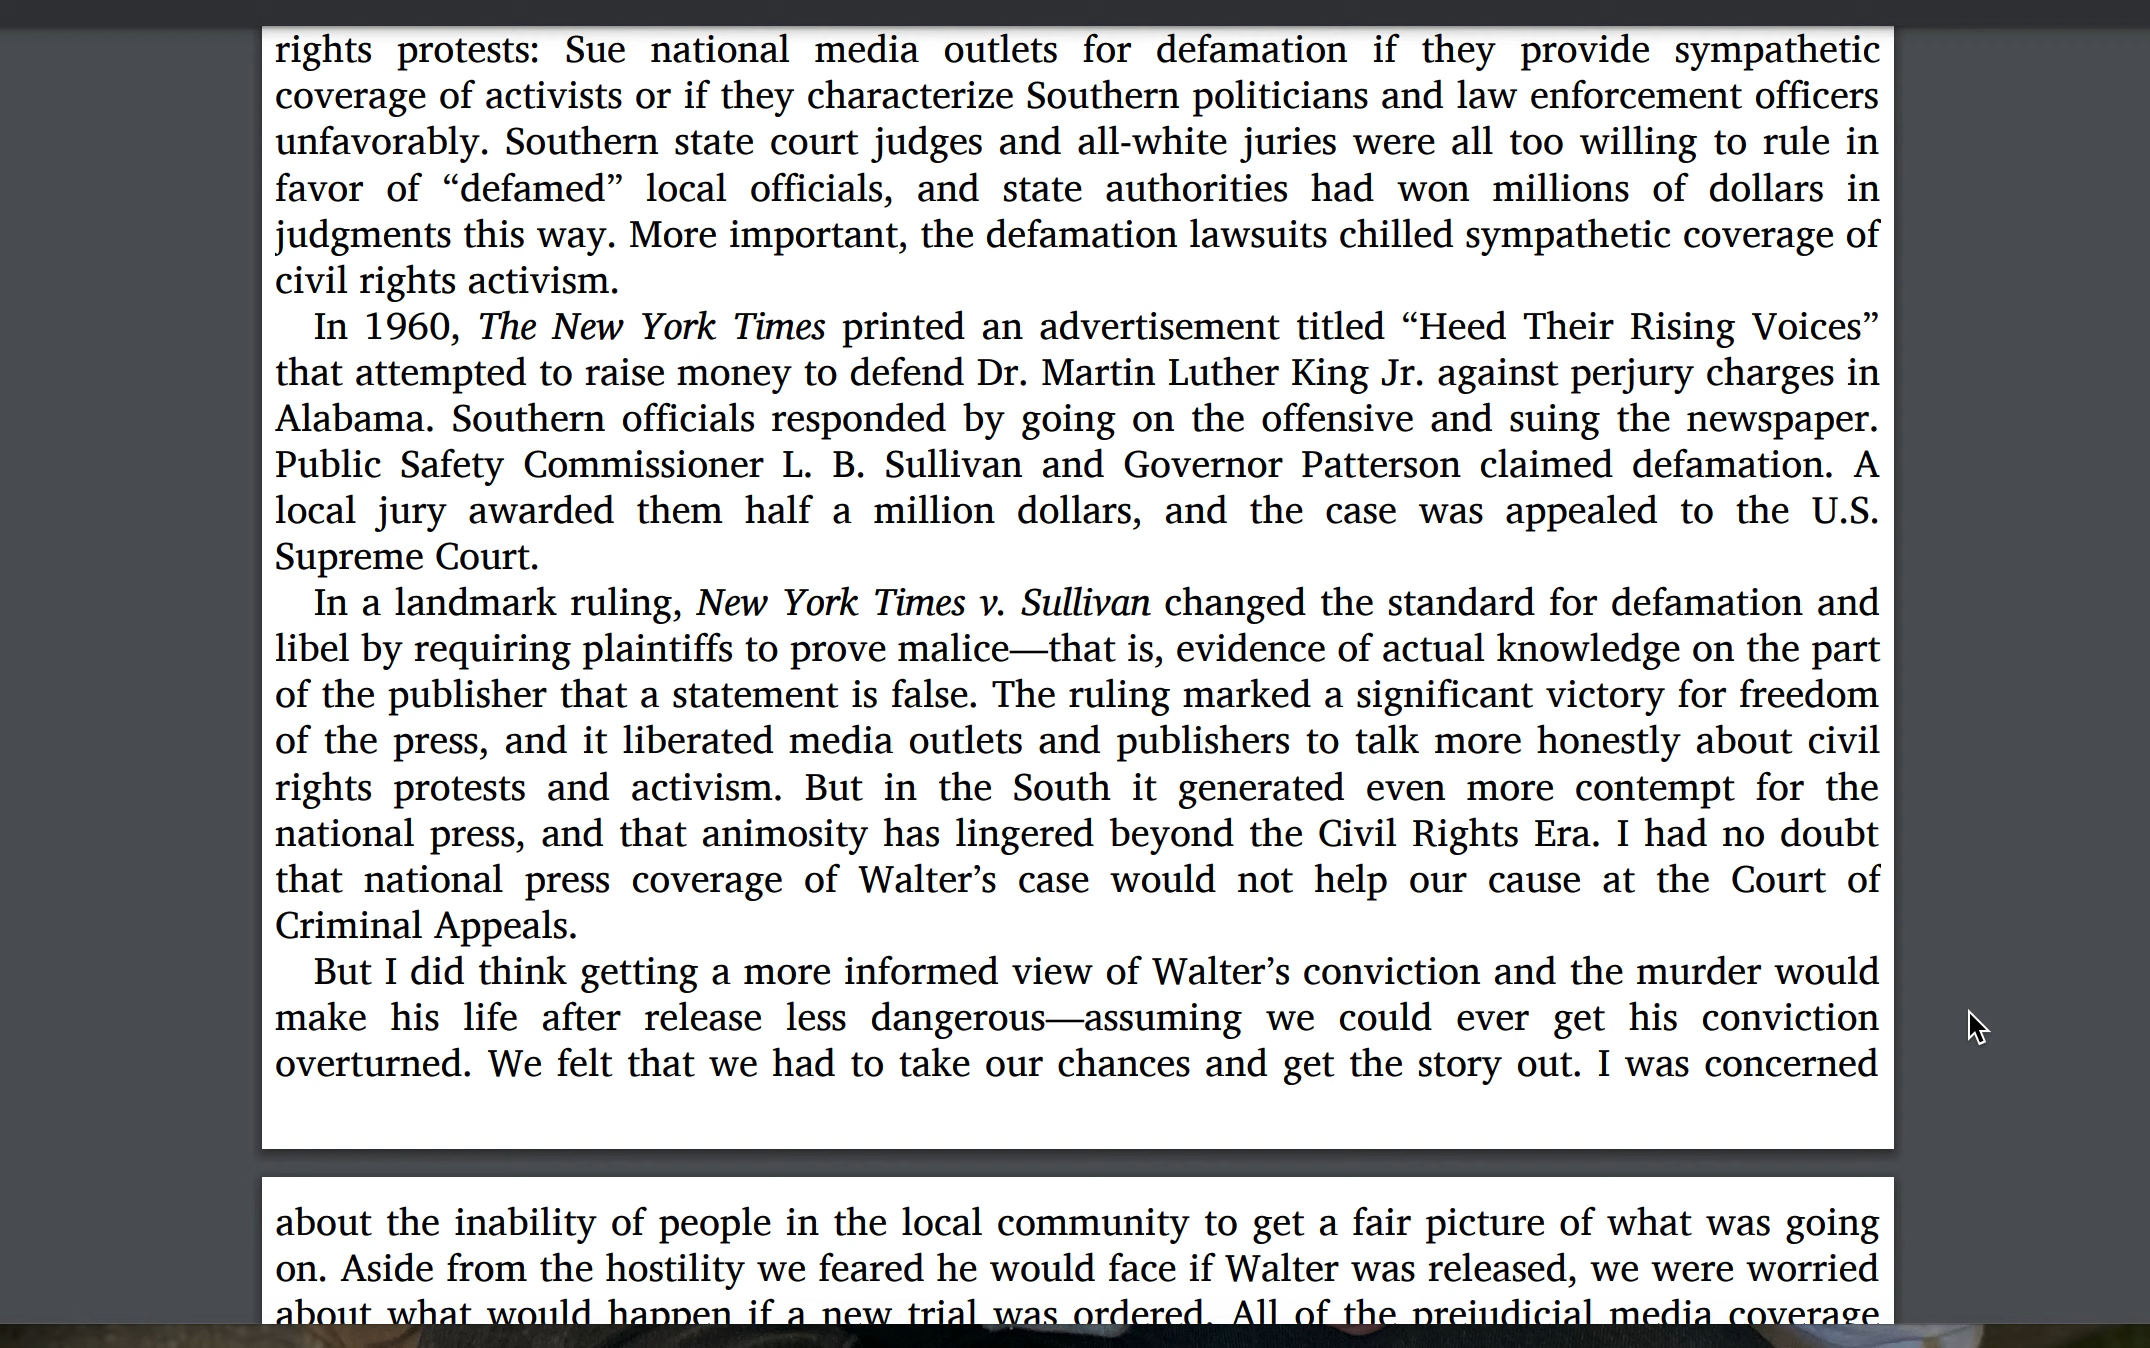 rights protests: Sue national media outlets for defamation if they provide sympathetic
coverage of activists or if they characterize Southern politicians and law enforcement officers
unfavorably. Southern state court judges and all-white juries were all too willing to rule in
favor of “defamed” local officials, and state authorities had won millions of dollars in
judgments this way. More important, the defamation lawsuits chilled sympathetic coverage of
civil rights activism.
In 1960, The New York Times printed an advertisement titled “Heed Their Rising Voices”
that attempted to raise money to defend Dr. Martin Luther King Jr. against perjury charges in
Alabama. Southern officials responded by going on the offensive and suing the newspaper.
Public Safety Commissioner L. B. Sullivan and Governor Patterson claimed defamation. A
local jury awarded them half a million dollars, and the case was appealed to the U.S.
Supreme Court.
In a landmark ruling, New York Times v. Sullivan changed the standard for defamation and
libel by requiring plaintiffs to prove malice—that is, evidence of actual knowledge on the part
of the publisher that a statement is false. The ruling marked a significant victory for freedom
of the press, and it liberated media outlets and publishers to talk more honestly about civil
rights protests and activism. But in the South it generated even more contempt for the
national press, and that animosity has lingered beyond the Civil Rights Era. I had no doubt
that national press coverage of Walter’s case would not help our cause at the Court of
Criminal Appeals.
But I did think getting a more informed view of Walter’s conviction and the murder would
make his life after release less dangerous—assuming we could ever get his conviction
overturned. We felt that we had to take our chances and get the story out. I was concerned
about the inability of people in the local community to get a fair picture of what was going
on. Aside from the hostility we feared he would face if Walter was released, we were worried
about what would happen if a new trial was ordered. All of the prejudicial media coverage